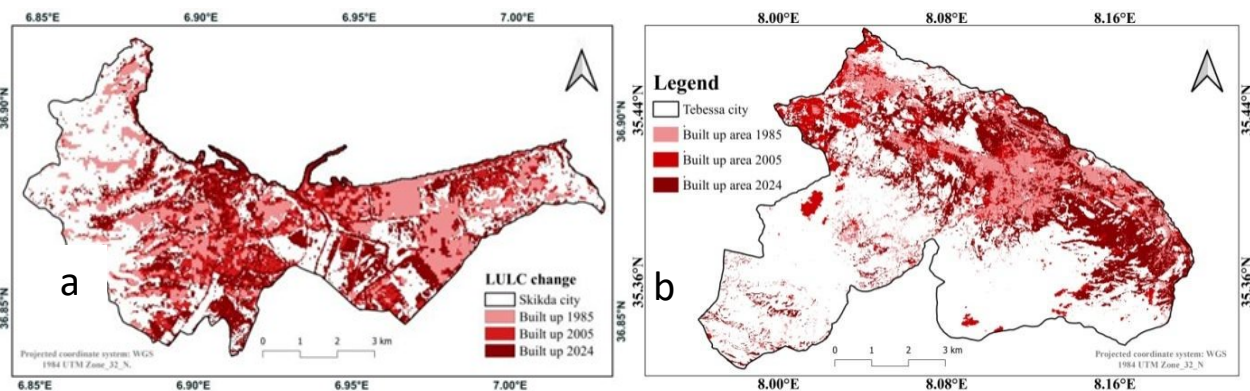 6.85°E 6.90°E 6.95°E 7.00°E
36.90°N
36.85°N
36.90°N
36.85°N
a
LULC change
Skikda city
Built up 1985
Built up 2005
Built up 2024
0 1 2 3 km
Projected coordinate system: WGS
1984 UTM Zone_32_N.
6.85°E 6.90°E 6.95°E 7.00°E
8.00°E 8.08°E 8.16°E
35.44°N
35.36°N
35.44°N
35.36°N
Legend
Tebessa city
Built up area 1985
Built up area 2005
Built up area 2024
b
0 1 2 3 km
Projected coordinate system: WGS
1984 UTM Zone_32_N
8.00°E 8.08°E 8.16°E